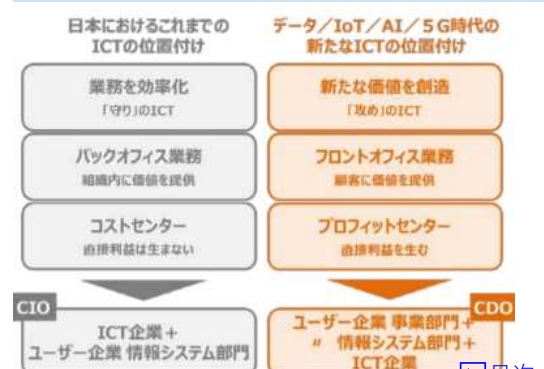 日本におけるこれまでの
ICTの位置付け
業務を効率化
「守り」のICT
バックオフィス業務
組織内に価値を提供
コストセンター
直接利益は生まない
CIO
ICT企業+
ユーザー企業 情報システム部門
データ/IoT/AI/5G時代の
新たなICTの位置付け
新たな価値を創造
「攻め」のICT
フロントオフィス業務
顧客に価値を提供
プロフィットセンター
直接利益を生む
CDO
ユーザー企業 事業部門+
〃 情報システム部門+
ICT企業